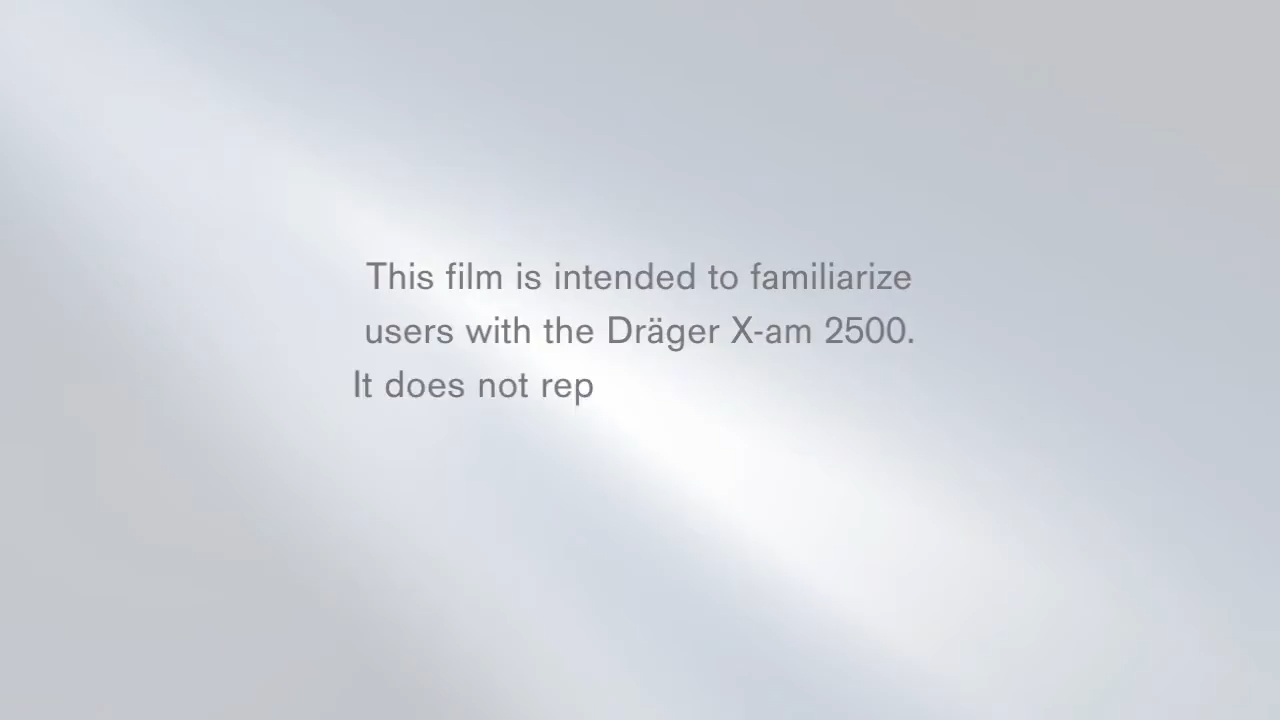 This film is intended to familiarize
users with the Dräger X-am 2500.
It does not rep